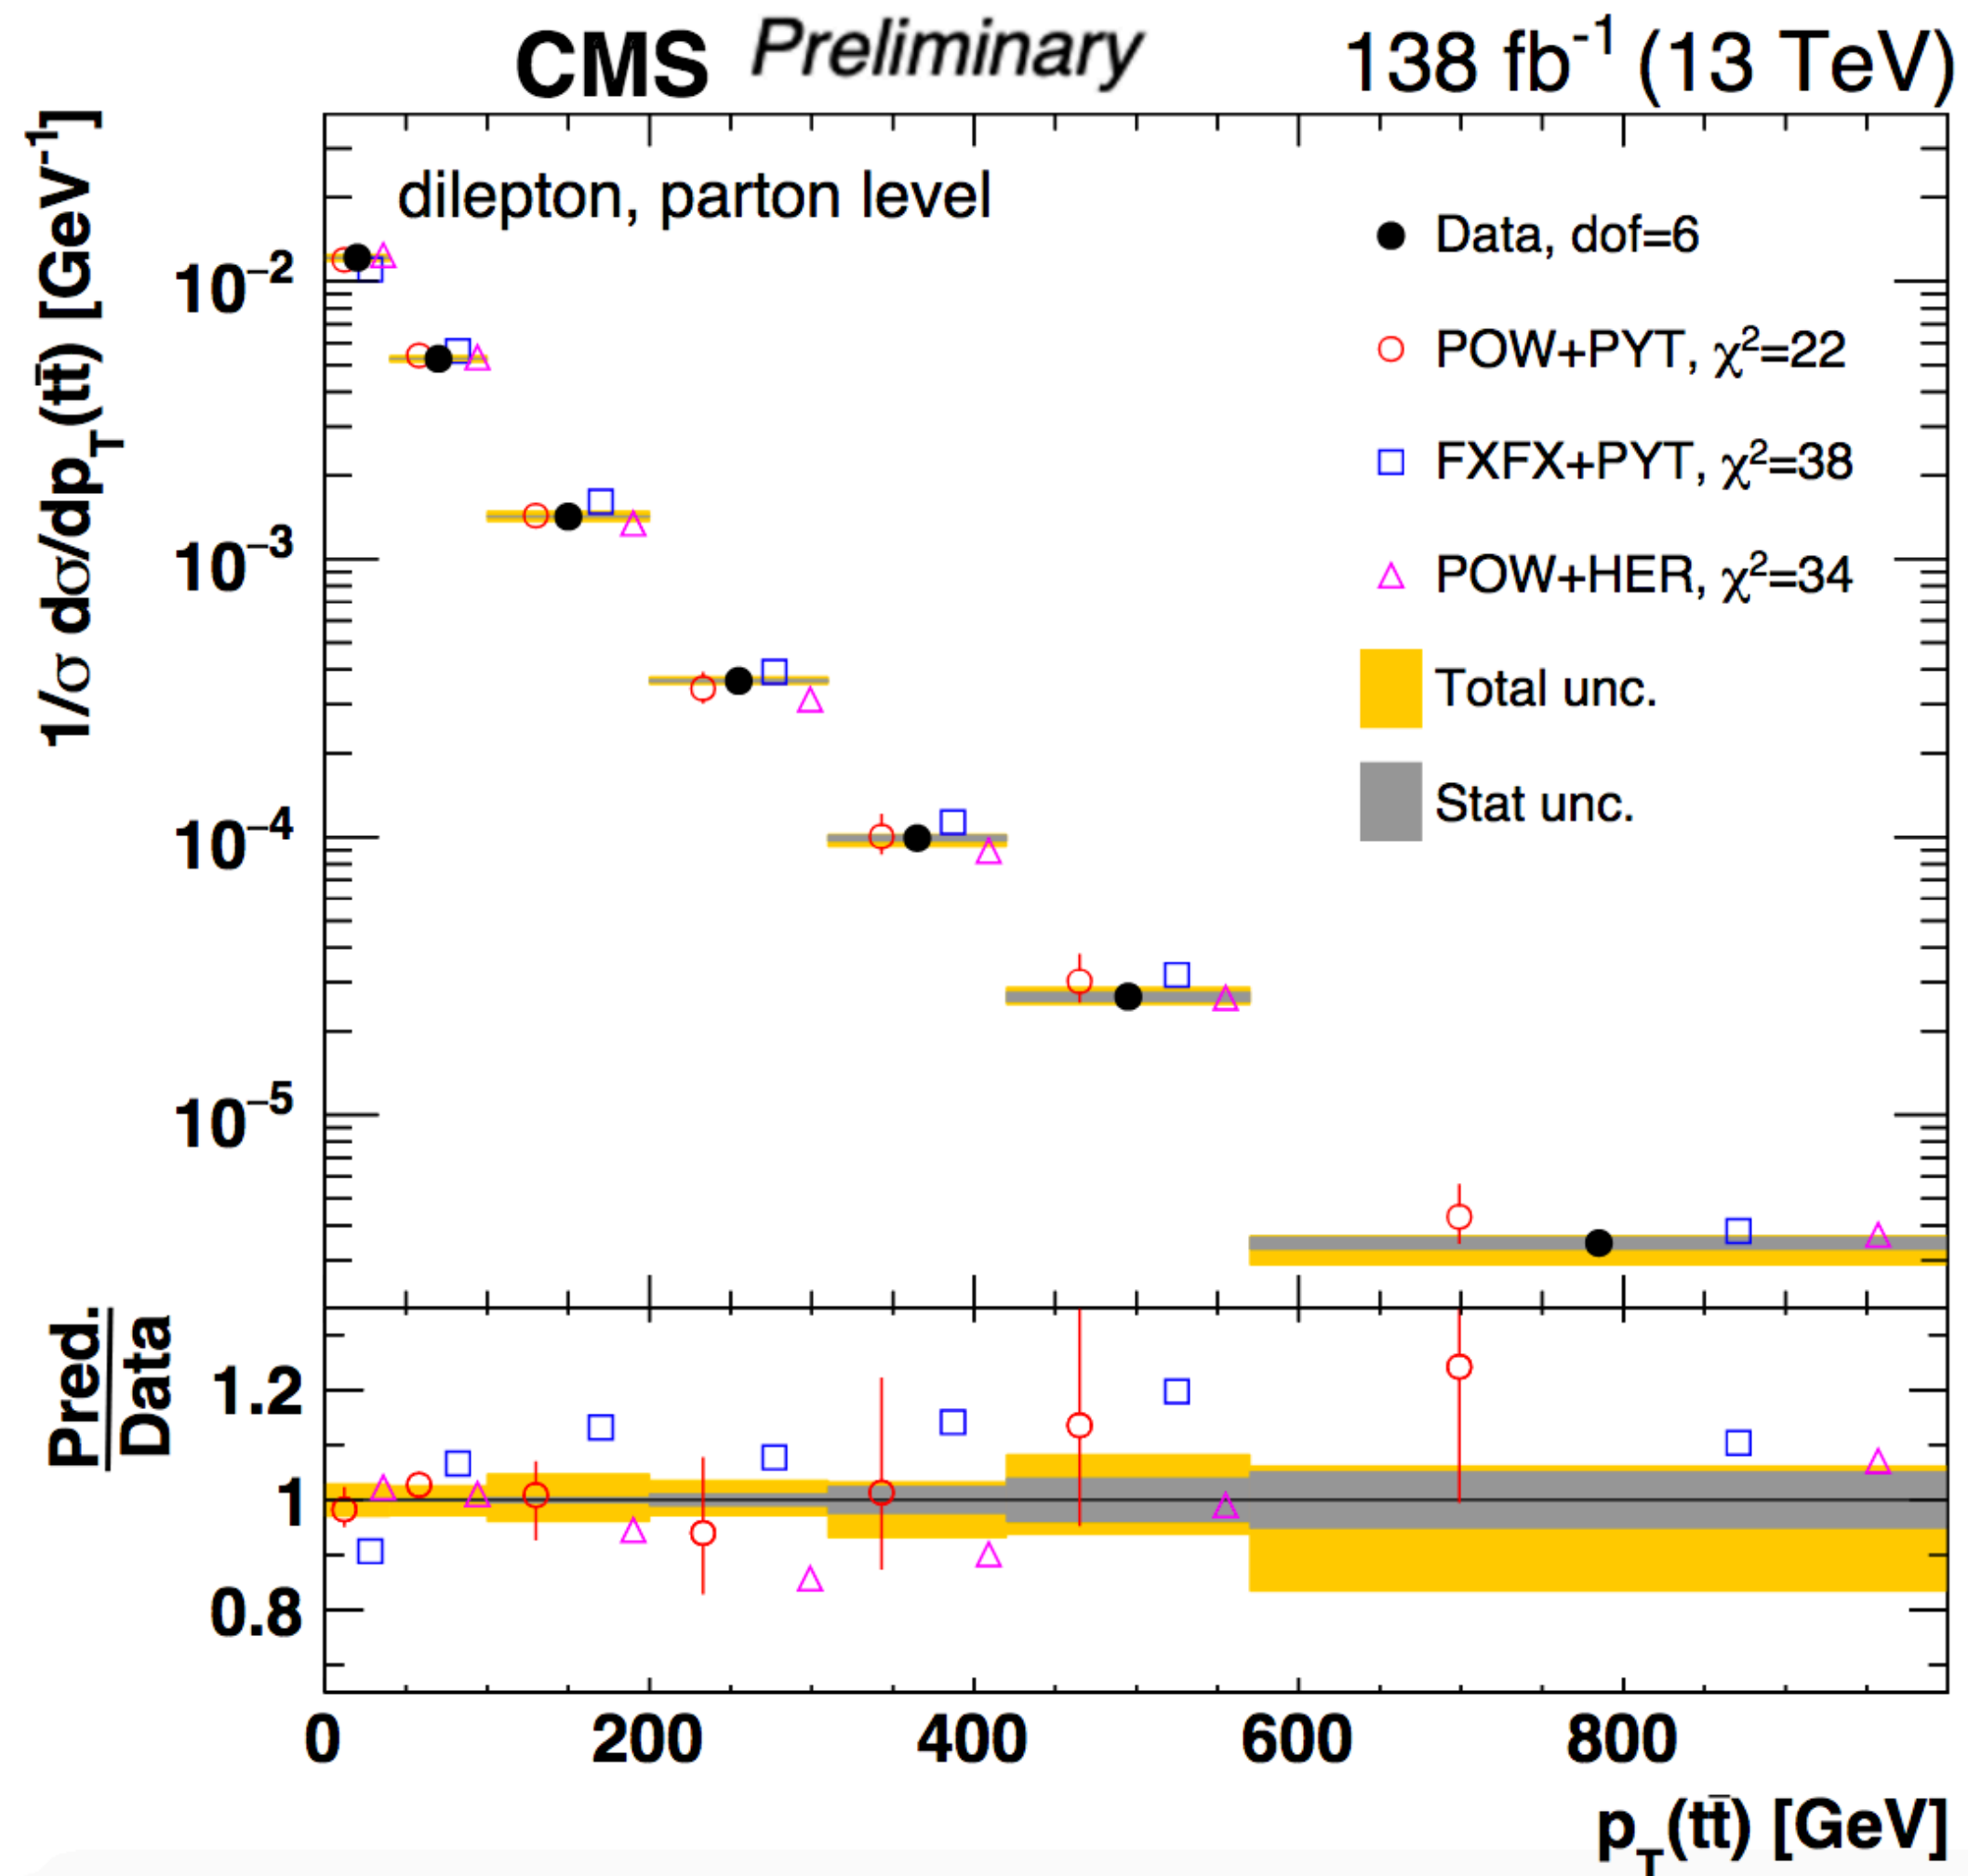 CMS Preliminary 138 fb⁻¹ (13 TeV)
dilepton, parton level
Data, dof=6
POW+PYT, χ²=22
FXFX+PYT, χ²=38
POW+HER, χ²=34
Total unc.
Stat unc.
1/σ dσ/dp_T(tt̄) [GeV⁻¹]
10⁻²
10⁻³
10⁻⁴
10⁻⁵
Pred.
Data
1.2
1
0.8
0 200 400 600 800
p_T(tt̄) [GeV]